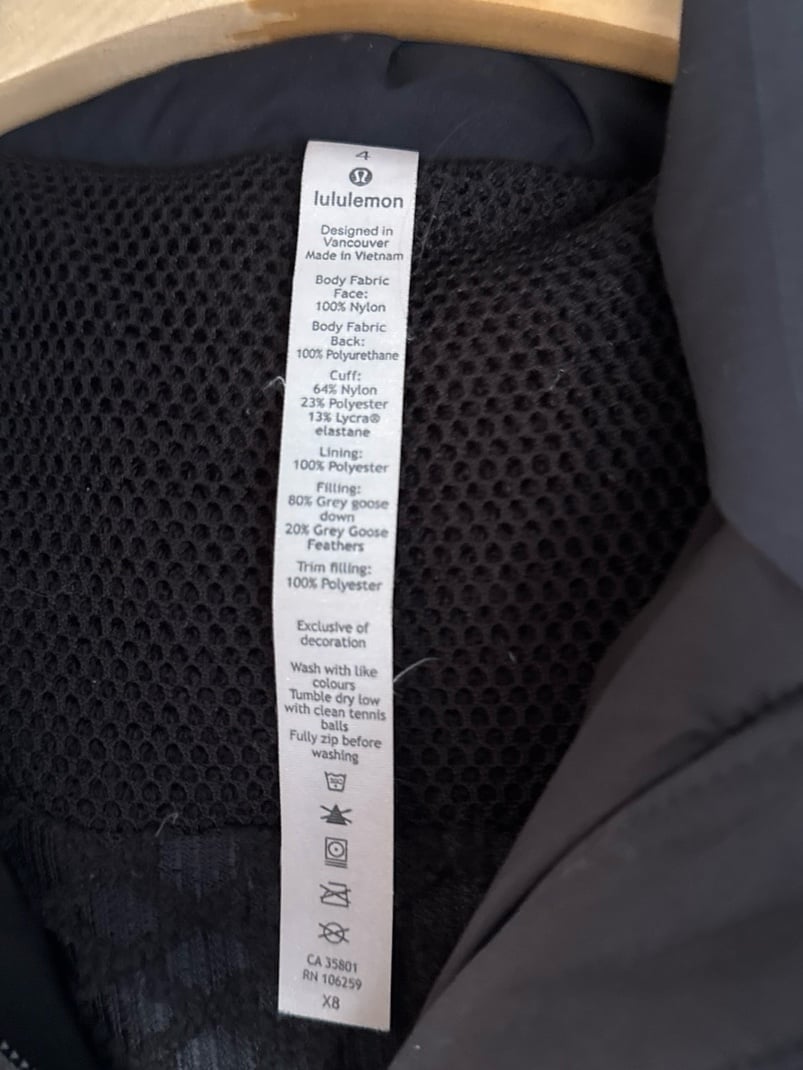 4
lululemon
Designed in
Vancouver
Made in Vietnam
Body Fabric
Face:
100% Nylon
Body Fabric
Back:
100% Polyurethane
Cuff:
64% Nylon
23% Polyester
13% Lycra®
elastane
Lining:
100% Polyester
Filling:
80% Grey goose
down
20% Grey Goose
Feathers
Trim filling:
100% Polyester
Exclusive of
decoration
Wash with like
colours
Tumble dry low
with clean tennis
balls
Fully zip before
washing
CA 35801
RN 106259
X8